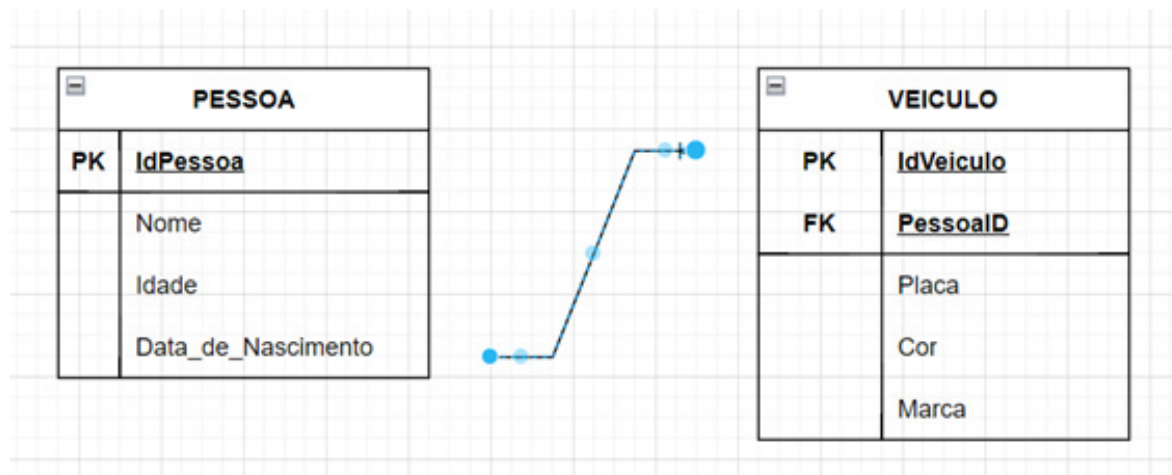 PESSOA
PK IdPessoa
Nome
Idade
Data_de_Nascimento
VEICULO
PK IdVeiculo
FK PessoaID
Placa
Cor
Marca